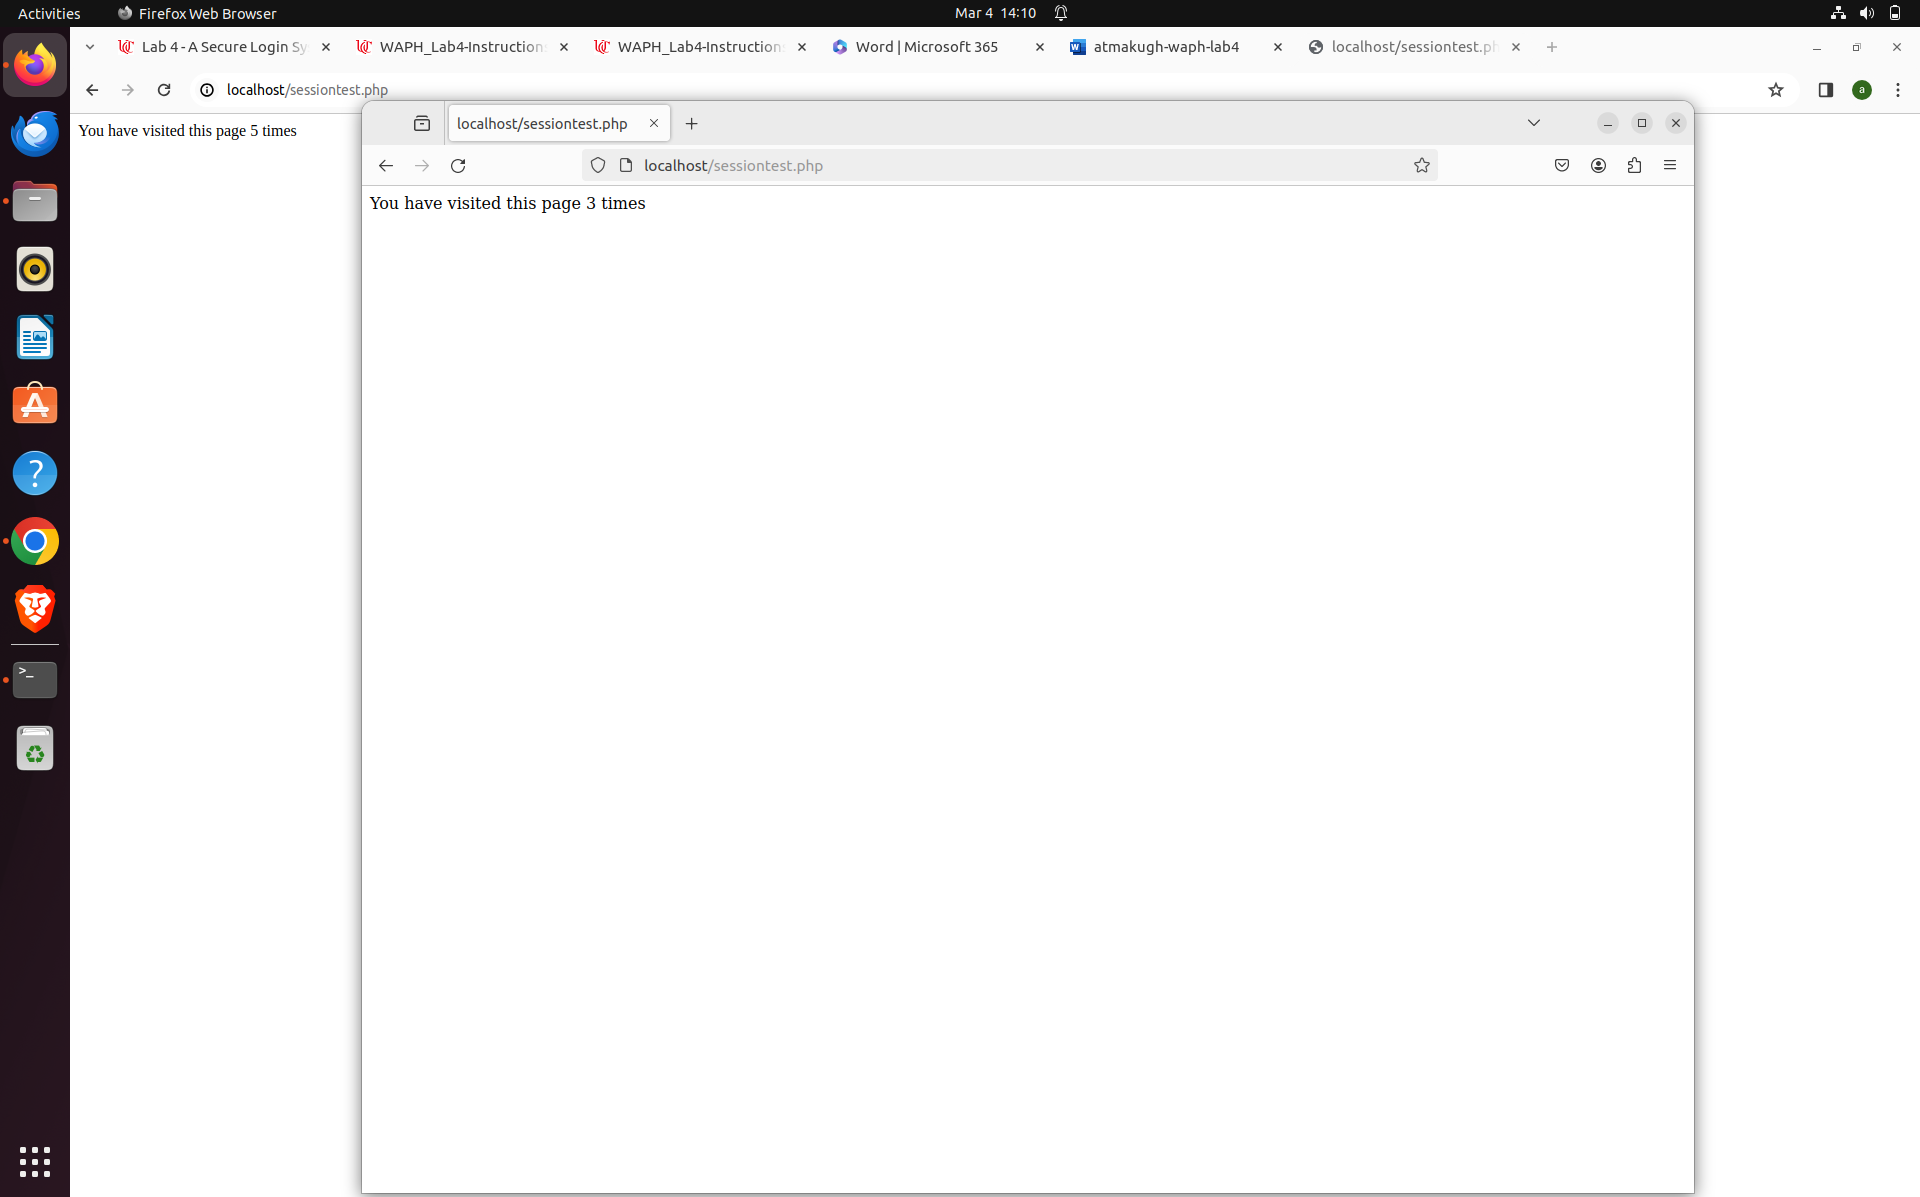 Activities
Firefox Web Browser
Mar 4 14:10
Lab 4 - A Secure Login Sy
WAPH_Lab4-Instruction
WAPH_Lab4-Instruction
Word | Microsoft 365
atmakugh-waph-lab4
localhost/sessiontest.ph
localhost/sessiontest.php
a
You have visited this page 5 times
localhost/sessiontest.php
localhost/sessiontest.php
You have visited this page 3 times